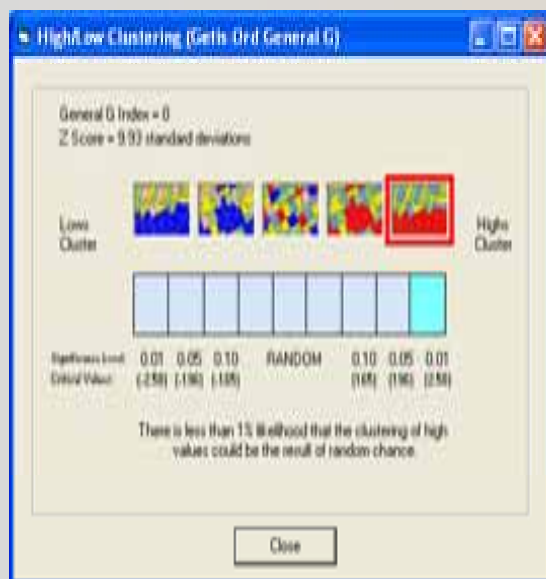 High/Low Clustering (Getis Ord General G)
General G Index = 0
Z Score = 9.93 standard deviations
Lows
Cluster
Highs
Cluster
Significance Level: 0.01 0.05 0.10 RANDOM 0.10 0.05 0.01
Critical Values: (-2.58) (-1.96) (-1.65) (1.65) (1.96) (2.58)
There is less than 1% likelihood that the clustering of high
values could be the result of random chance.
Close